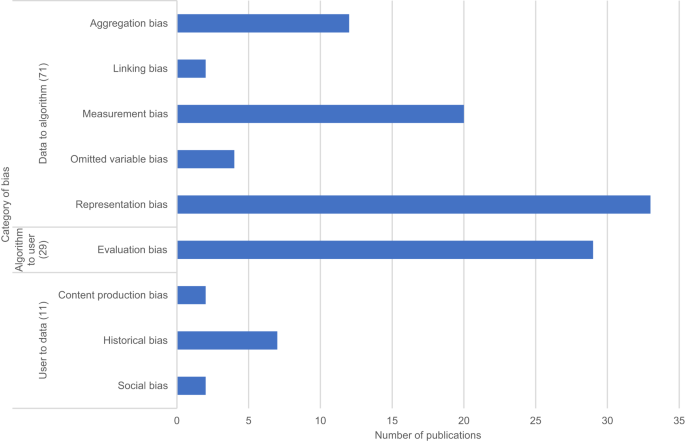 Category of bias
Data to algorithm (71)
Aggregation bias
Linking bias
Measurement bias
Omitted variable bias
Representation bias
Algorithm
to user
(29)
Evaluation bias
User to data (11)
Content production bias
Historical bias
Social bias
0 5 10 15 20 25 30 35
Number of publications